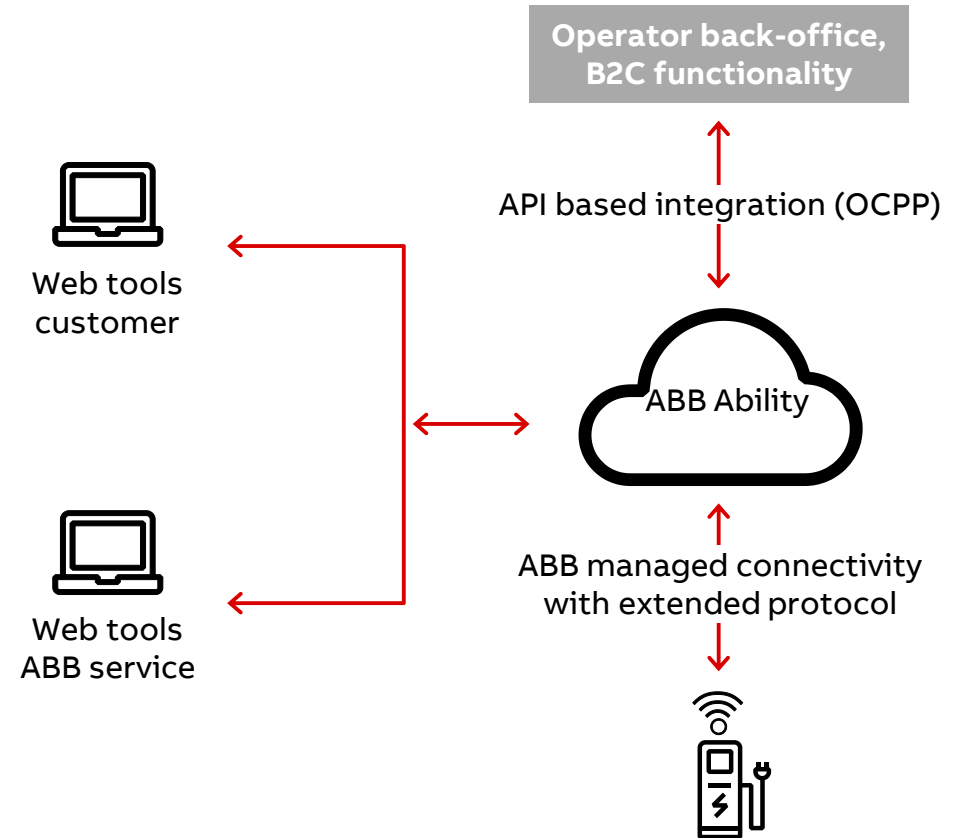 Operator back-office,
B2C functionality
API based integration (OCPP)
Web tools
customer
ABB Ability
ABB managed connectivity
with extended protocol
Web tools
ABB service